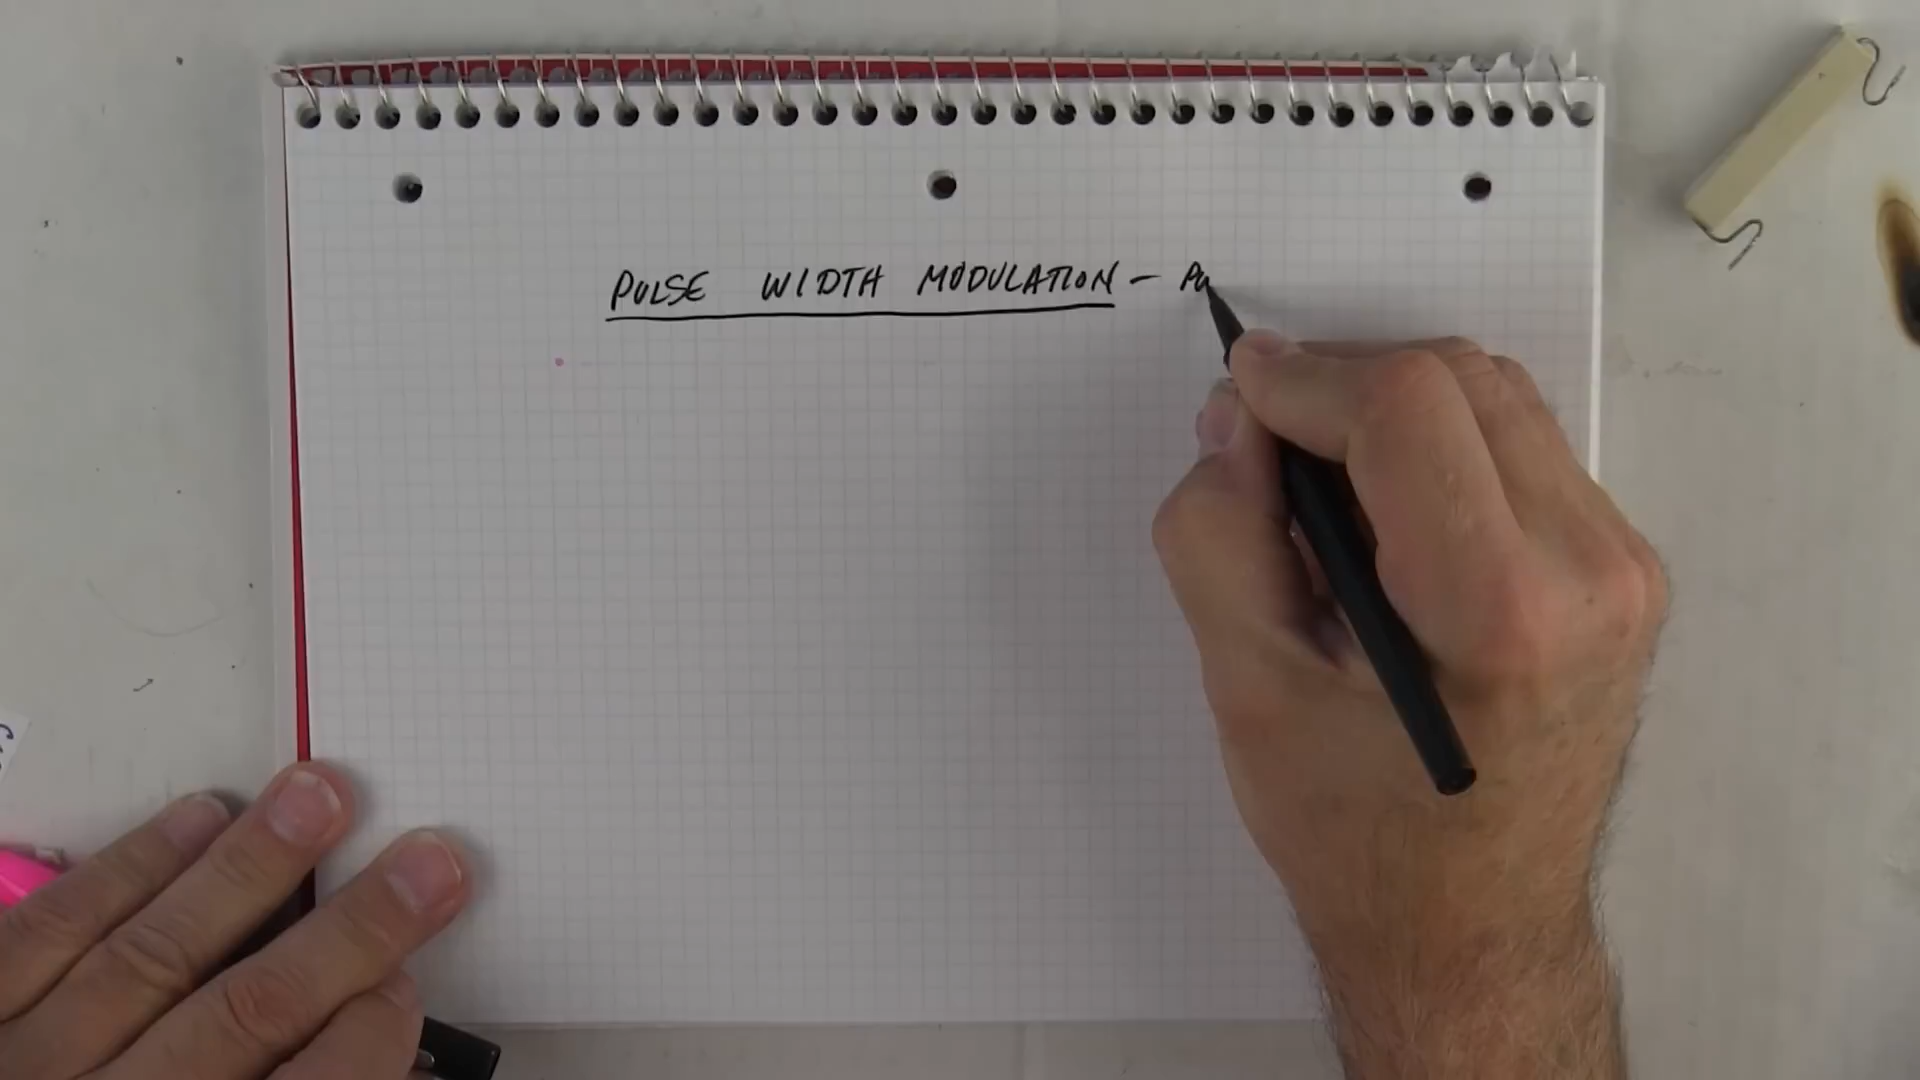 PULSE WIDTH MODULATION –